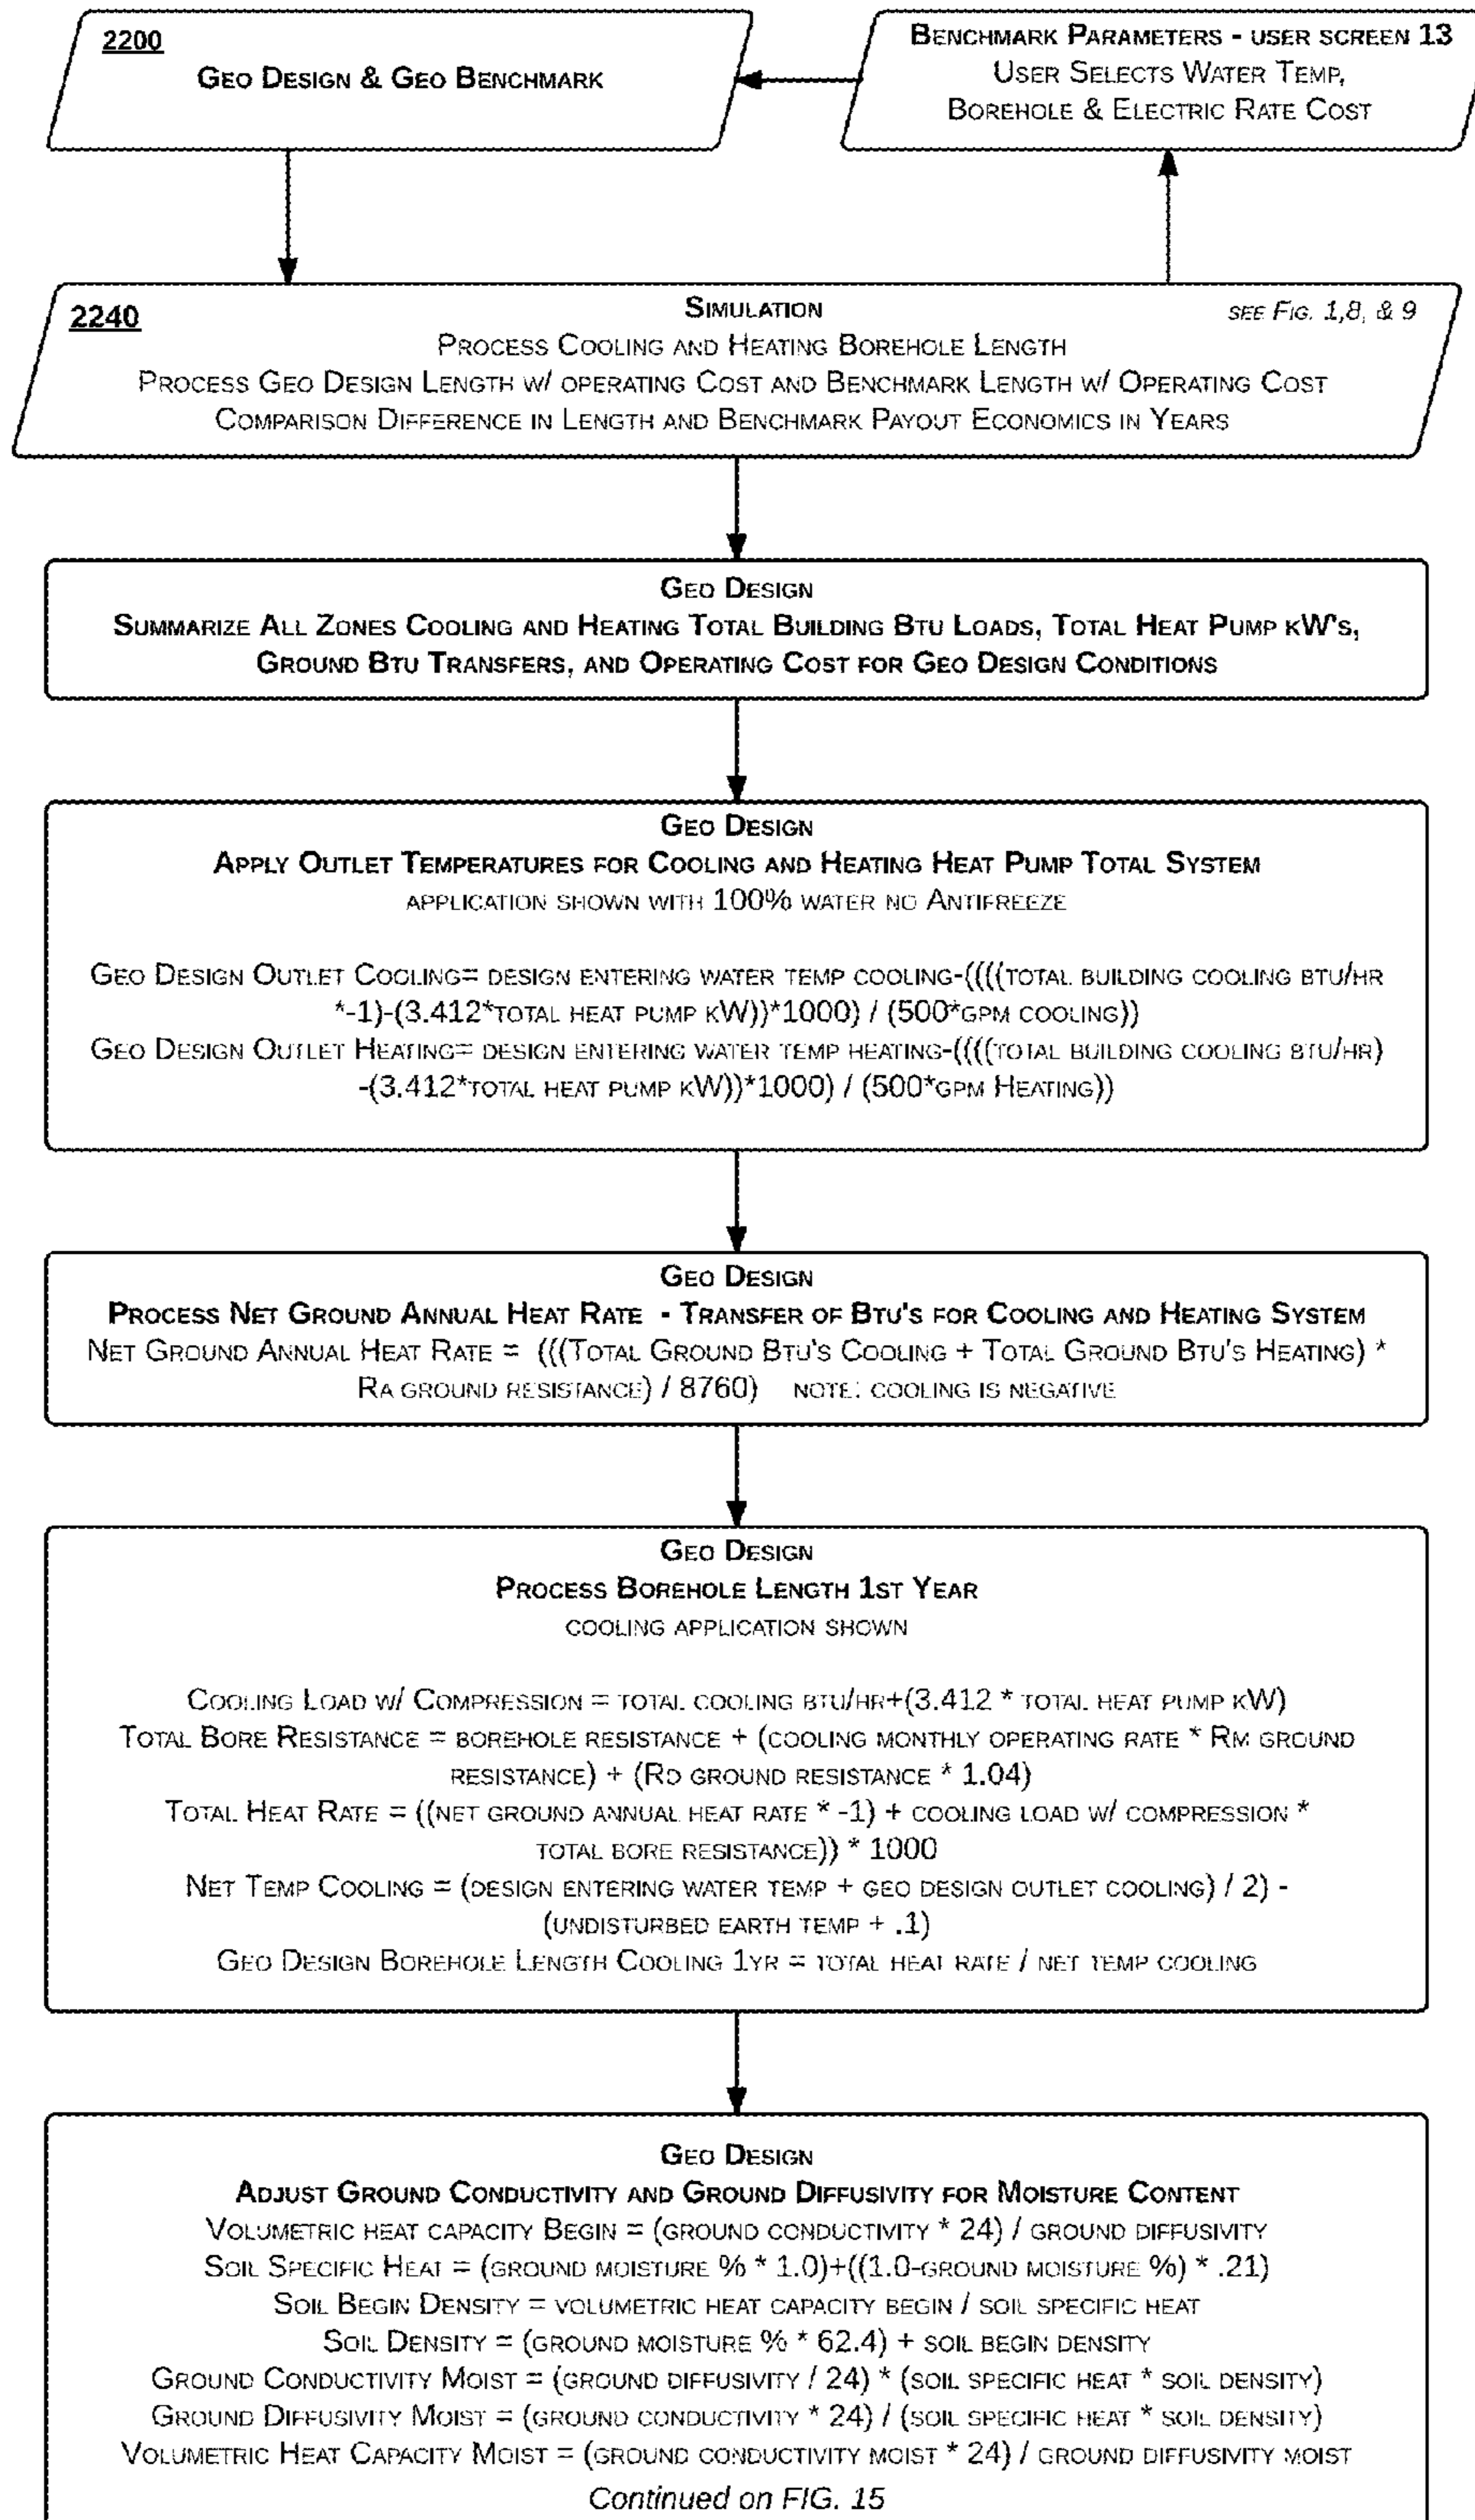 2200
GEO DESIGN & GEO BENCHMARK
BENCHMARK PARAMETERS - USER SCREEN 13
USER SELECTS WATER TEMP,
BOREHOLE & ELECTRIC RATE COST
2240
SIMULATION
SEE FIG. 1,8, & 9
PROCESS COOLING AND HEATING BOREHOLE LENGTH
PROCESS GEO DESIGN LENGTH W/ OPERATING COST AND BENCHMARK LENGTH W/ OPERATING COST
COMPARISON DIFFERENCE IN LENGTH AND BENCHMARK PAYOUT ECONOMICS IN YEARS
GEO DESIGN
SUMMARIZE ALL ZONES COOLING AND HEATING TOTAL BUILDING BTU LOADS, TOTAL HEAT PUMP KW'S,
GROUND BTU TRANSFERS, AND OPERATING COST FOR GEO DESIGN CONDITIONS
GEO DESIGN
APPLY OUTLET TEMPERATURES FOR COOLING AND HEATING HEAT PUMP TOTAL SYSTEM
APPLICATION SHOWN WITH 100% WATER NO ANTIFREEZE
GEO DESIGN OUTLET COOLING= DESIGN ENTERING WATER TEMP COOLING-((((TOTAL BUILDING COOLING BTU/HR
*-1)-(3.412*TOTAL HEAT PUMP KW))*1000) / (500*GPM COOLING))
GEO DESIGN OUTLET HEATING= DESIGN ENTERING WATER TEMP HEATING-((((TOTAL BUILDING COOLING BTU/HR)
-(3.412*TOTAL HEAT PUMP KW))*1000) / (500*GPM HEATING))
GEO DESIGN
PROCESS NET GROUND ANNUAL HEAT RATE - TRANSFER OF BTU'S FOR COOLING AND HEATING SYSTEM
NET GROUND ANNUAL HEAT RATE = (((TOTAL GROUND BTU'S COOLING + TOTAL GROUND BTU'S HEATING) *
RA GROUND RESISTANCE) / 8760) NOTE: COOLING IS NEGATIVE
GEO DESIGN
PROCESS BOREHOLE LENGTH 1ST YEAR
COOLING APPLICATION SHOWN
COOLING LOAD W/ COMPRESSION = TOTAL COOLING BTU/HR+(3.412 * TOTAL HEAT PUMP KW)
TOTAL BORE RESISTANCE = BOREHOLE RESISTANCE + (COOLING MONTHLY OPERATING RATE * RM GROUND
RESISTANCE) + (RD GROUND RESISTANCE * 1.04)
TOTAL HEAT RATE = ((NET GROUND ANNUAL HEAT RATE * -1) + COOLING LOAD W/ COMPRESSION *
TOTAL BORE RESISTANCE)) * 1000
NET TEMP COOLING = (DESIGN ENTERING WATER TEMP + GEO DESIGN OUTLET COOLING) / 2) -
(UNDISTURBED EARTH TEMP + .1)
GEO DESIGN BOREHOLE LENGTH COOLING 1YR = TOTAL HEAT RATE / NET TEMP COOLING
GEO DESIGN
ADJUST GROUND CONDUCTIVITY AND GROUND DIFFUSIVITY FOR MOISTURE CONTENT
VOLUMETRIC HEAT CAPACITY BEGIN = (GROUND CONDUCTIVITY * 24) / GROUND DIFFUSIVITY
SOIL SPECIFIC HEAT = (GROUND MOISTURE % * 1.0)+((1.0-GROUND MOISTURE %) * .21)
SOIL BEGIN DENSITY = VOLUMETRIC HEAT CAPACITY BEGIN / SOIL SPECIFIC HEAT
SOIL DENSITY = (GROUND MOISTURE % * 62.4) + SOIL BEGIN DENSITY
GROUND CONDUCTIVITY MOIST = (GROUND DIFFUSIVITY / 24) * (SOIL SPECIFIC HEAT * SOIL DENSITY)
GROUND DIFFUSIVITY MOIST = (GROUND CONDUCTIVITY * 24) / (SOIL SPECIFIC HEAT * SOIL DENSITY)
VOLUMETRIC HEAT CAPACITY MOIST = (GROUND CONDUCTIVITY MOIST * 24) / GROUND DIFFUSIVITY MOIST
Continued on FIG. 15